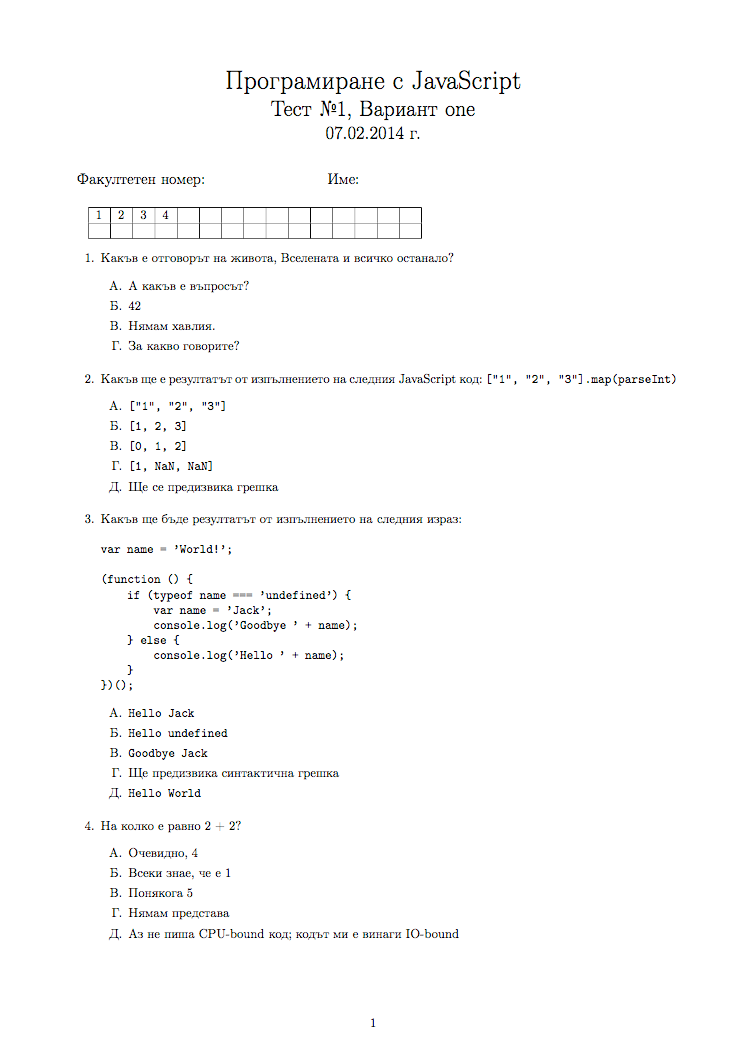 Програмиране с JavaScript
Тест №1, Вариант one
07.02.2014 г.
Факултетен номер: Име:
1 2 3 4
1. Какъв е отговорът на живота, Вселената и всичко останало?
А. А какъв е въпросът?
Б. 42
В. Нямам хавлия.
Г. За какво говорите?
2. Какъв ще е резултатът от изпълнението на следния JavaScript код: ["1", "2", "3"].map(parseInt)
А. ["1", "2", "3"]
Б. [1, 2, 3]
В. [0, 1, 2]
Г. [1, NaN, NaN]
Д. Ще се предизвика грешка
3. Какъв ще бъде резултатът от изпълнението на следния израз:
var name = ’World!’;
(function () {
if (typeof name === ’undefined’) {
var name = ’Jack’;
console.log(’Goodbye ’ + name);
} else {
console.log(’Hello ’ + name);
}
})();
А. Hello Jack
Б. Hello undefined
В. Goodbye Jack
Г. Ще предизвика синтактична грешка
Д. Hello World
4. На колко е равно 2 + 2?
А. Очевидно, 4
Б. Всеки знае, че е 1
В. Понякога 5
Г. Нямам представа
Д. Аз не пиша CPU-bound код; кодът ми е винаги IO-bound
1